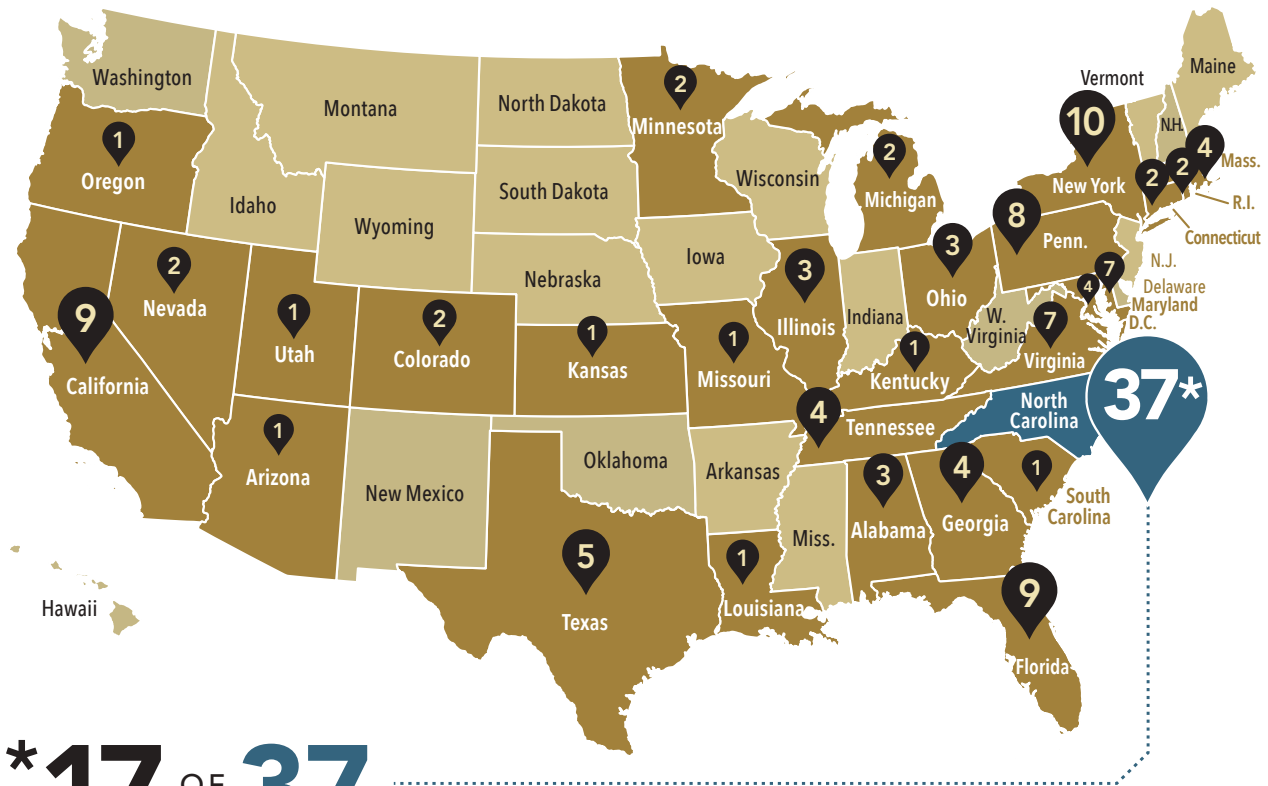 Washington
Montana
North Dakota
2
Minnesota
Vermont
Maine
1
Oregon
Idaho
Wyoming
South Dakota
Wisconsin
2
Michigan
10
New York
N.H.
4
Mass.
2
2
R.I.
Connecticut
8
Penn.
N.J.
7
Delaware
4
Maryland
D.C.
9
California
2
Nevada
1
Utah
2
Colorado
Nebraska
Iowa
1
Kansas
1
Missouri
3
Illinois
Indiana
3
Ohio
1
Kentucky
W.
Virginia
7
Virginia
37*
North
Carolina
1
Arizona
New Mexico
Oklahoma
Arkansas
4
Tennessee
Miss.
3
Alabama
4
Georgia
1
South
Carolina
5
Texas
1
Louisiana
9
Florida
Hawaii
*17 OF 37